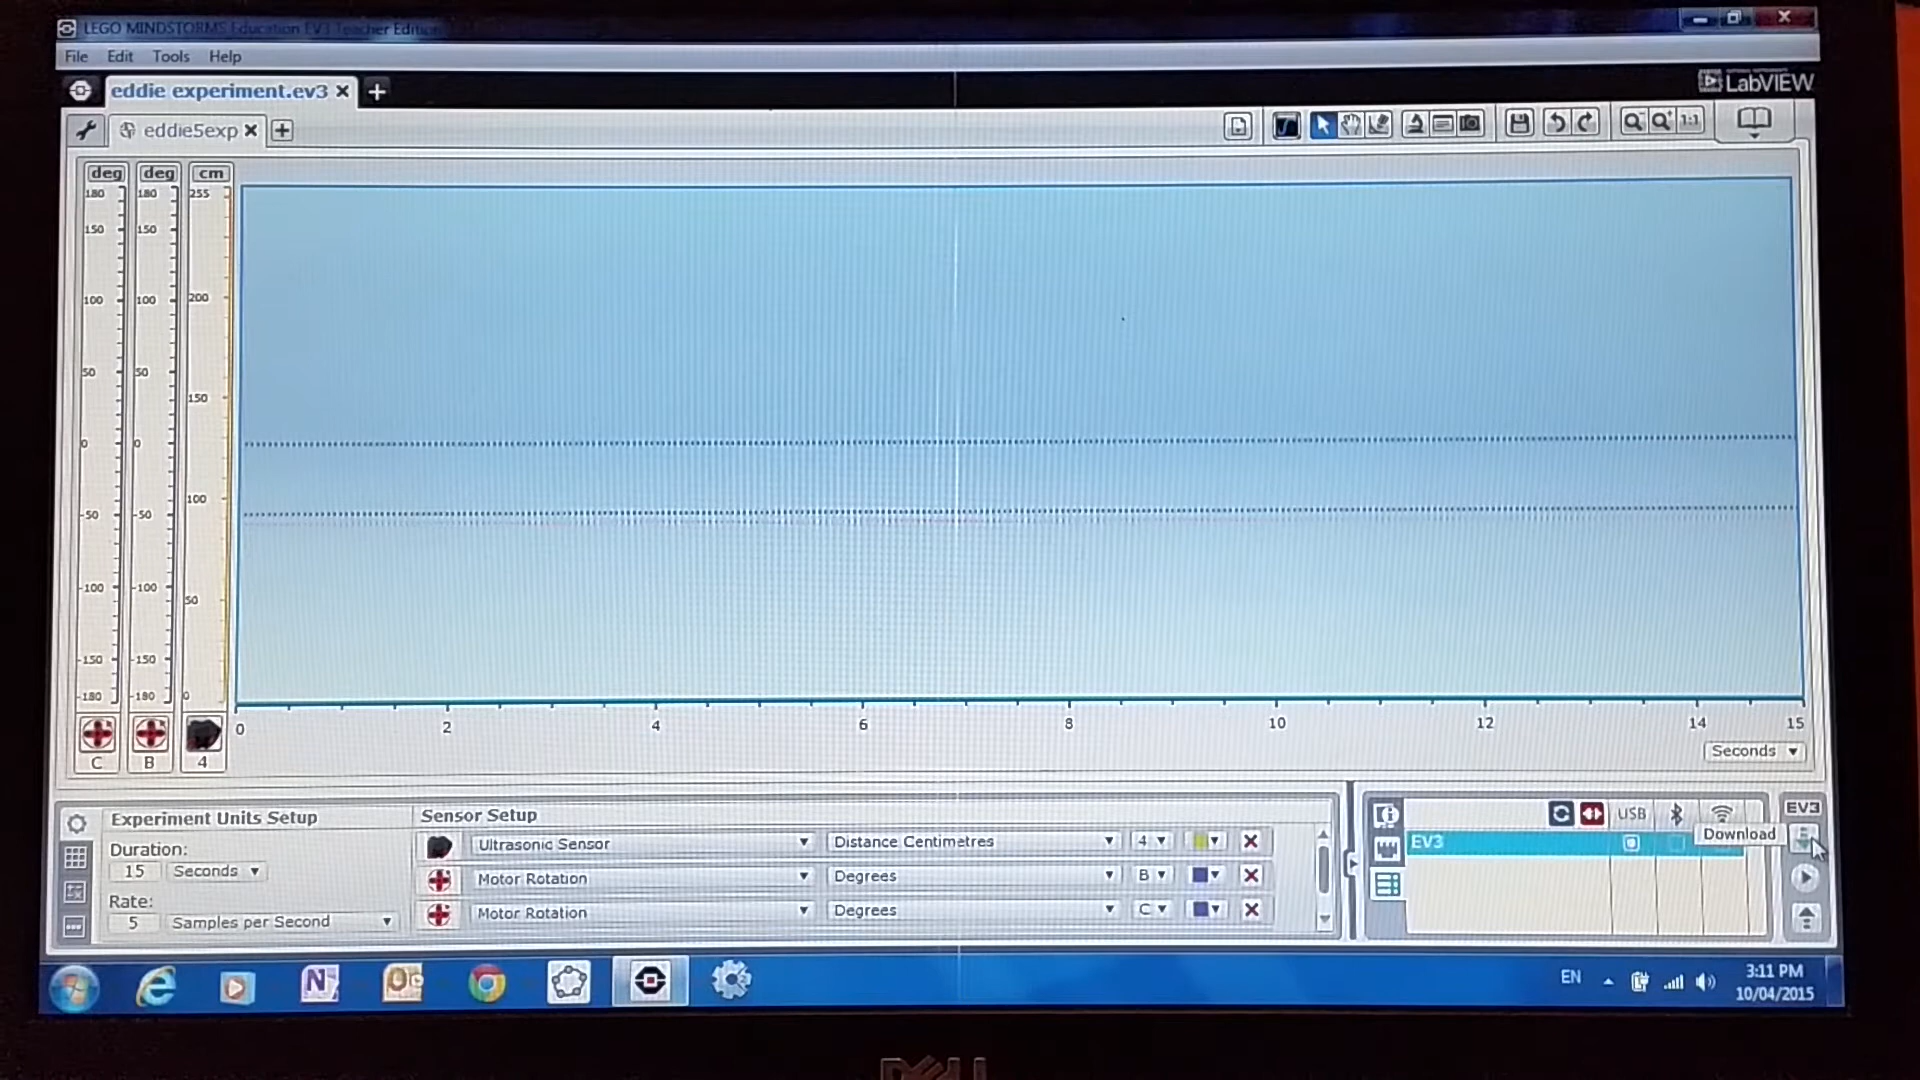 LEGO MINDSTORMS Education EV3 Teacher Edition
File Edit Tools Help
eddie experiment.ev3
LabVIEW
eddie5exp
1:1
deg deg cm
180 180 255
150 150
200
100 100
50 50
150
0 0
100
-50 -50
-100 -100
50
-150 -150
-180 -180 0
0 2 4 6 8 10 12 14 15
C B 4
Seconds
Experiment Units Setup
Duration:
15 Seconds
Rate:
5 Samples per Second
Sensor Setup
Ultrasonic Sensor Distance Centimetres 4
Motor Rotation Degrees B
Motor Rotation Degrees C
USB
EV3
Download
EV3
EN
3:11 PM
10/04/2015
DELL